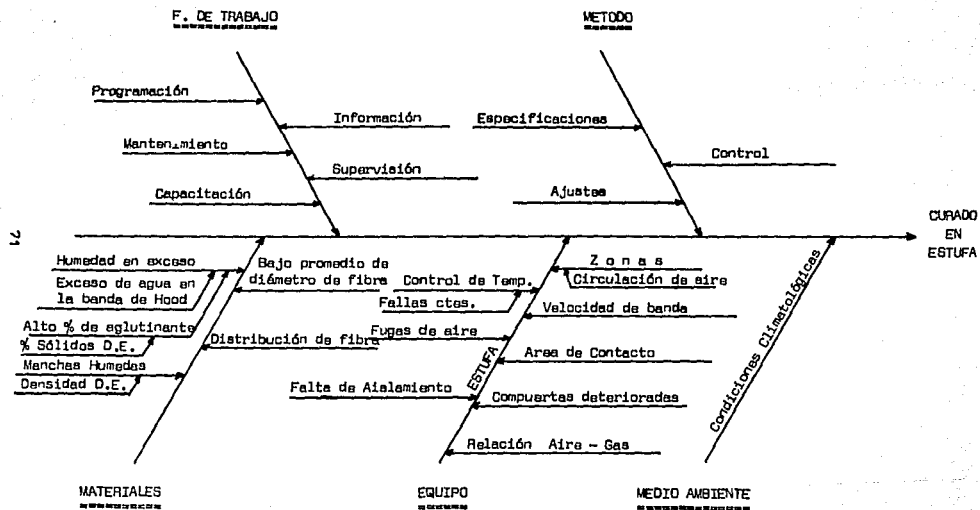 F. DE TRABAJO
METODO
Programación
Información
Especificaciones
Mantenimiento
Control
Supervisión
Capacitación
Ajustes
71
CURADO
EN
ESTUFA
Humedad en exceso
Exceso de agua en
la banda de Hood
Alto % de aglutinante
% Sólidos D.E.
Manchas Humedas
Densidad D.E.
Bajo promedio de
diámetro de fibra
Distribución de fibra
Zonas
Circulación de aire
Control de Temp.
Fallas ctes.
Velocidad de banda
Fugas de aire
Area de Contacto
ESTUFA
Falta de Aislamiento
Compuertas deterioradas
Relación Aire - Gas
Condiciones Climatológicas
MATERIALES
EQUIPO
MEDIO AMBIENTE